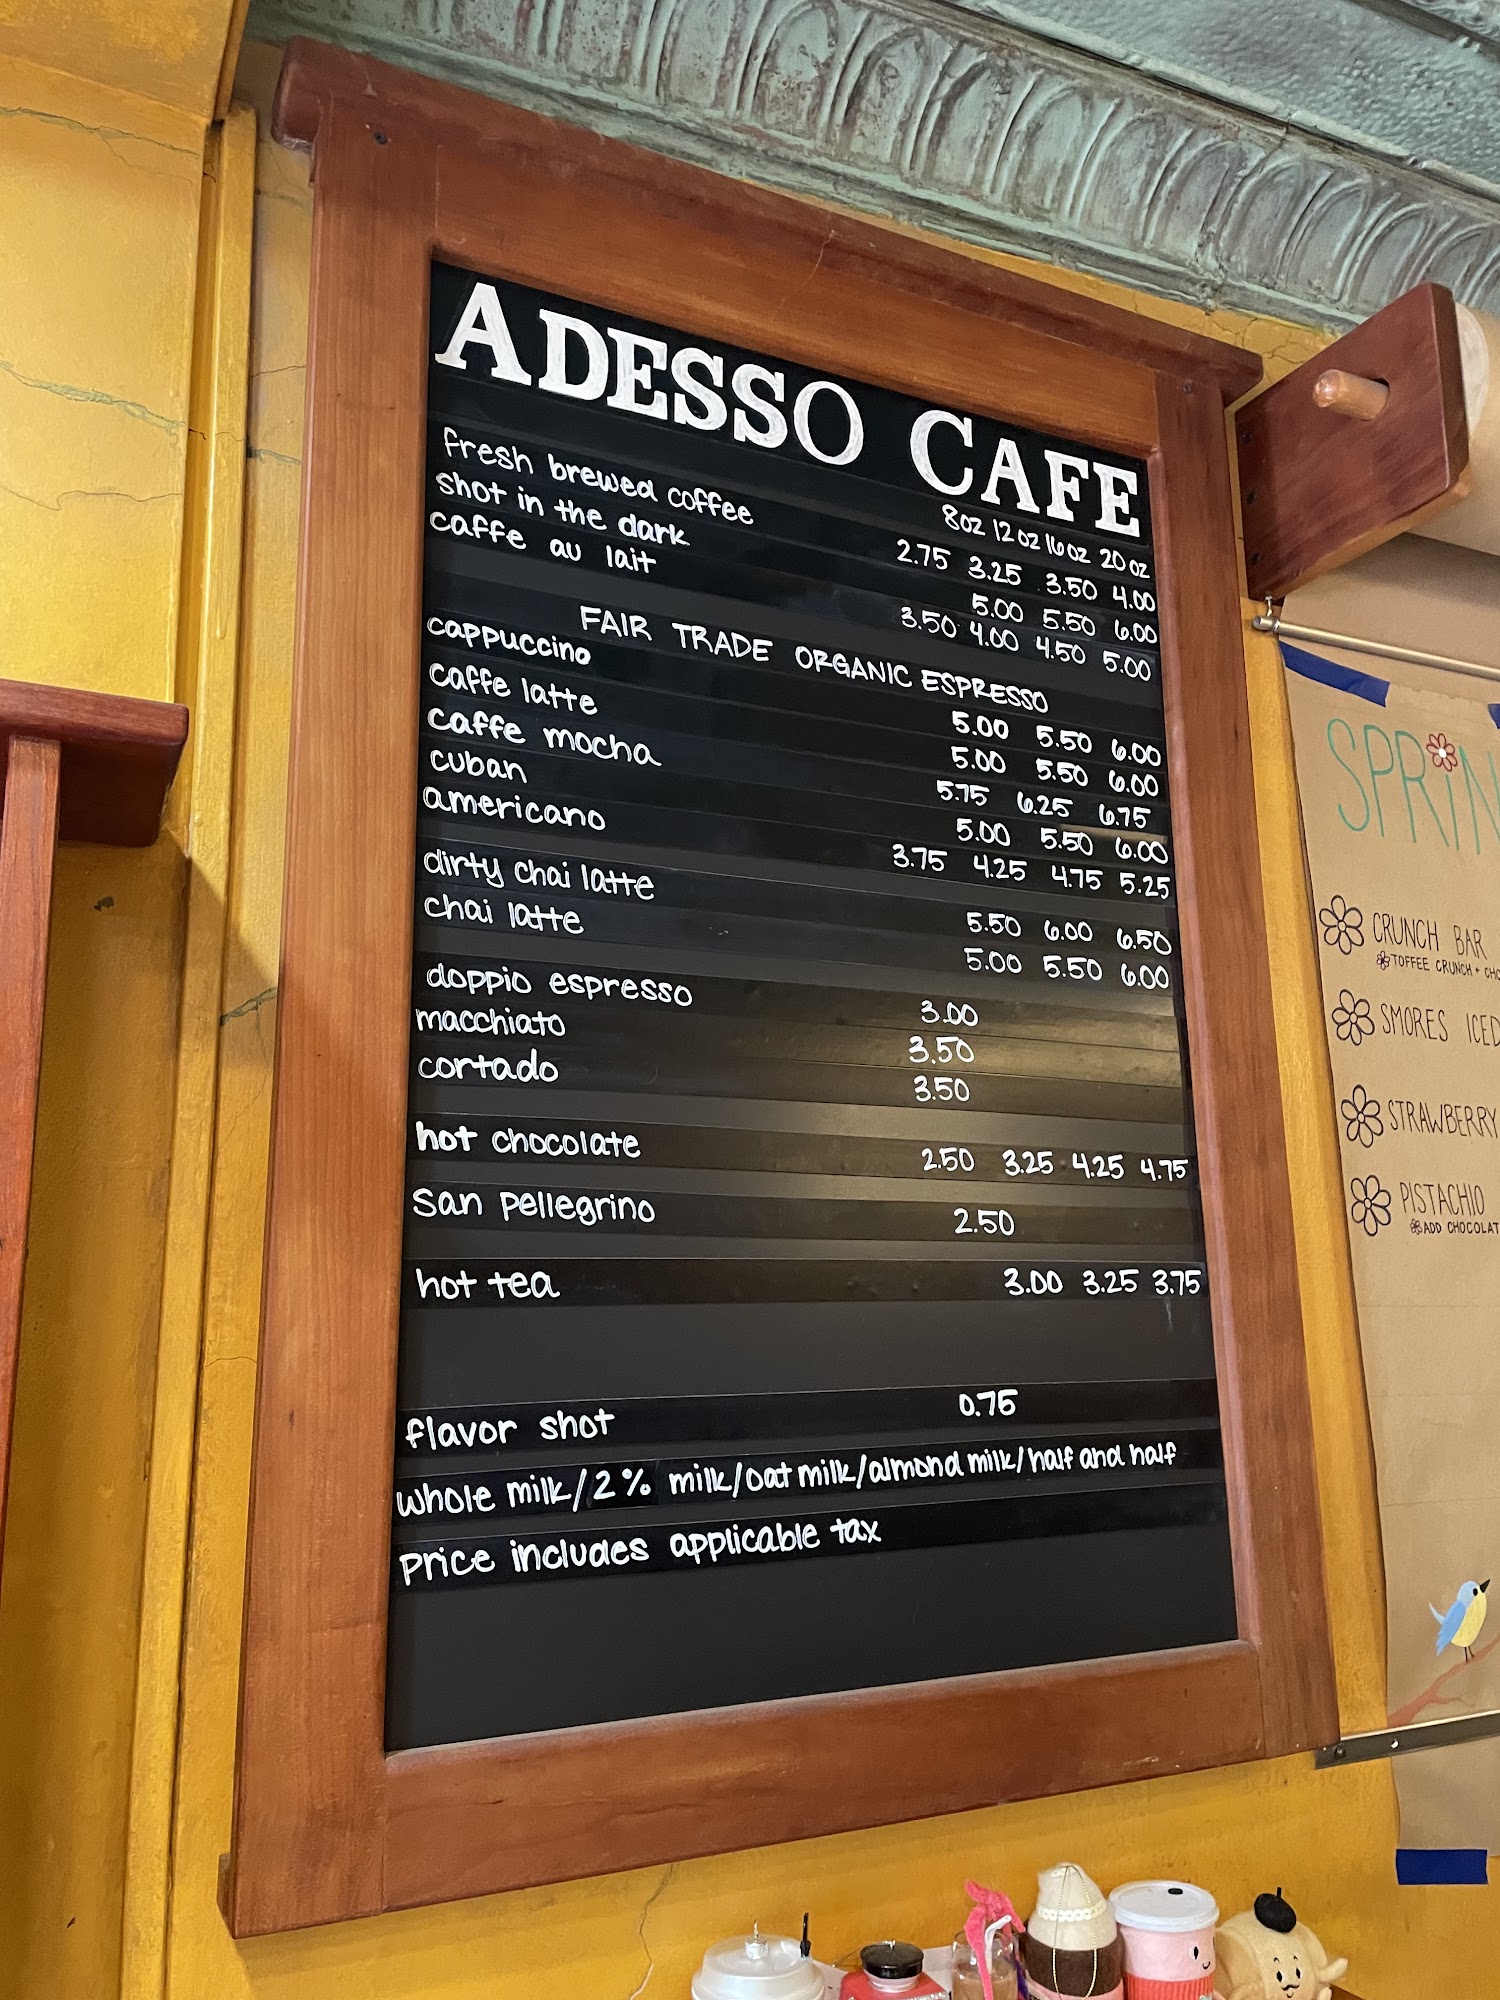 ADESSO CAFE
8oz 12oz 16oz 20oz
fresh brewed coffee 2.75 3.25 3.50 4.00
shot in the dark 5.00 5.50 6.00
caffe au lait 3.50 4.00 4.50 5.00
FAIR TRADE ORGANIC ESPRESSO
cappuccino 5.00 5.50 6.00
caffe latte 5.00 5.50 6.00
caffe mocha 5.75 6.25 6.75
cuban 5.00 5.50 6.00
americano 3.75 4.25 4.75 5.25
dirty chai latte 5.50 6.00 6.50
chai latte 5.00 5.50 6.00
doppio espresso 3.00
macchiato 3.50
cortado 3.50
hot chocolate 2.50 3.25 4.25 4.75
San Pellegrino 2.50
hot tea 3.00 3.25 3.75
flavor shot 0.75
whole milk/2% milk/oat milk/almond milk/half and half
Price includes applicable tax
SPRIN
CRUNCH BAR
TOFFEE CRUNCH + CHO
SMORES ICED
STRAWBERRY
PISTACHIO
ADD CHOCOLAT